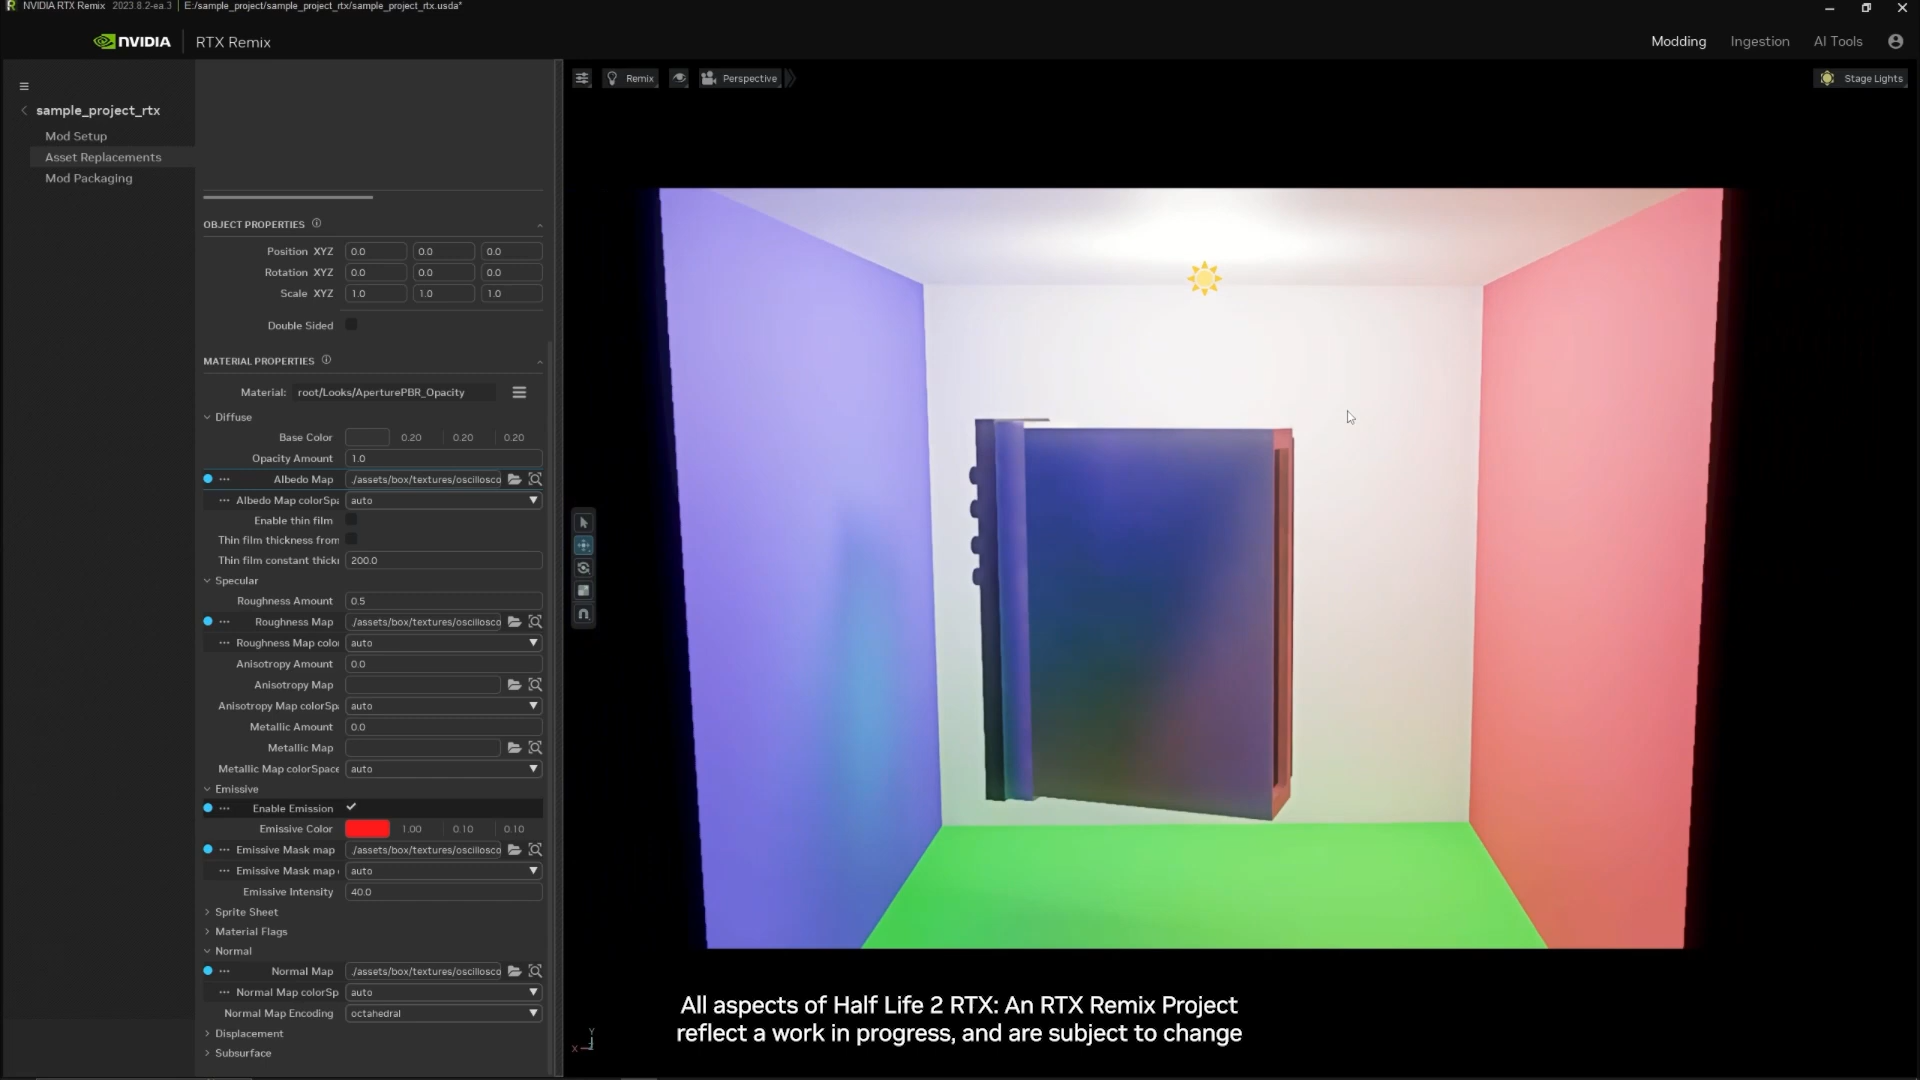 NVIDIA RTX Remix 2023.8.2-ea.3 | E:/sample_project/sample_project_rtx/sample_project_rtx.usda*
NVIDIA RTX Remix
Modding Ingestion AI Tools
sample_project_rtx
Mod Setup
Asset Replacements
Mod Packaging
Remix Perspective
Stage Lights
OBJECT PROPERTIES
Position XYZ 0.0 0.0 0.0
Rotation XYZ 0.0 0.0 0.0
Scale XYZ 1.0 1.0 1.0
Double Sided
MATERIAL PROPERTIES
Material: root/Looks/AperturePBR_Opacity
Diffuse
Base Color 0.20 0.20 0.20
Opacity Amount 1.0
Albedo Map ./assets/box/textures/oscillosco
Albedo Map colorSpa auto
Enable thin film
Thin film thickness from
Thin film constant thick 200.0
Specular
Roughness Amount 0.5
Roughness Map ./assets/box/textures/oscillosco
Roughness Map colo auto
Anisotropy Amount 0.0
Anisotropy Map
Anisotropy Map colorSp auto
Metallic Amount 0.0
Metallic Map
Metallic Map colorSpace auto
Emissive
Enable Emission
Emissive Color 1.00 0.10 0.10
Emissive Mask map ./assets/box/textures/oscillosco
Emissive Mask map auto
Emissive Intensity 40.0
Sprite Sheet
Material Flags
Normal
Normal Map ./assets/box/textures/oscillosco
Normal Map colorSp auto
Normal Map Encoding octahedral
Displacement
Subsurface
Y
X
All aspects of Half Life 2 RTX: An RTX Remix Project
reflect a work in progress, and are subject to change